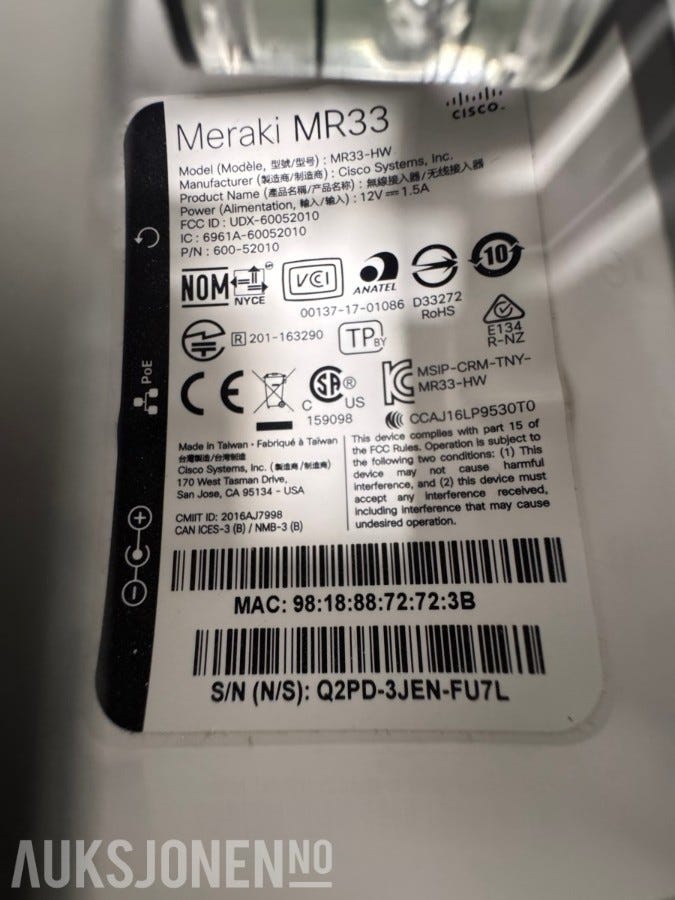 CISCO.
Meraki MR33
Model (Modèle, 型號/型号) : MR33-HW
Manufacturer (製造商/制造商) : Cisco Systems, Inc.
Product Name (產品名稱/产品名称) : 無線接入器/无线接入器
Power (Alimentation, 輸入/输入) : 12V⎓1.5A
FCC ID : UDX-60052010
IC : 6961A-60052010
P/N : 600-52010
NOM NYCE
VCI
ANATEL
00137-17-01086
D33272
RoHS
10
R 201-163290
TP BY
E134
R-NZ
PoE
CE
C SA ® US
159098
MSIP-CRM-TNY-
MR33-HW
CCAJ16LP9530T0
Made in Taiwan • Fabriqué à Taiwan
台灣製造/台湾制造
Cisco Systems, Inc. (製造商/制造商)
170 West Tasman Drive,
San Jose, CA 95134 - USA
CMIIT ID: 2016AJ7998
CAN ICES-3 (B) / NMB-3 (B)
This device complies with part 15 of
the FCC Rules. Operation is subject to
the following two conditions: (1) This
device may not cause harmful
interference, and (2) this device must
accept any interference received,
including interference that may cause
undesired operation.
MAC: 98:18:88:72:72:3B
S/N (N/S): Q2PD-3JEN-FU7L
AUKSJONEN NO